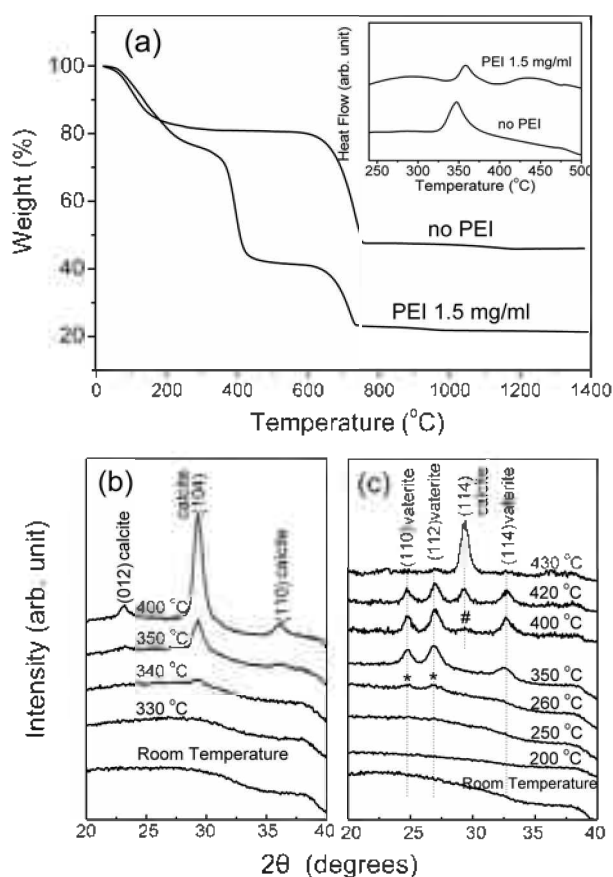 (a)
Weight (%)
100
80
60
40
20
no PEI
PEI 1.5 mg/ml
0 200 400 600 800 1000 1200 1400
Temperature (°C)
Heat Flow (arb. unit)
PEI 1.5 mg/ml
no PEI
250 300 350 400 450 500
Temperature (°C)
Intensity (arb. unit)
(b)
(012) calcite
calcite
(104)
(110) calcite
400 °C
350 °C
340 °C
330 °C
Room Temperature
20 25 30 35 40
(c)
(110) vaterite
(112) vaterite
(114)
calcite
(114) vaterite
430 °C
420 °C
#
400 °C
350 °C
* *
260 °C
250 °C
200 °C
Room Temperature
20 25 30 35 40
2θ (degrees)